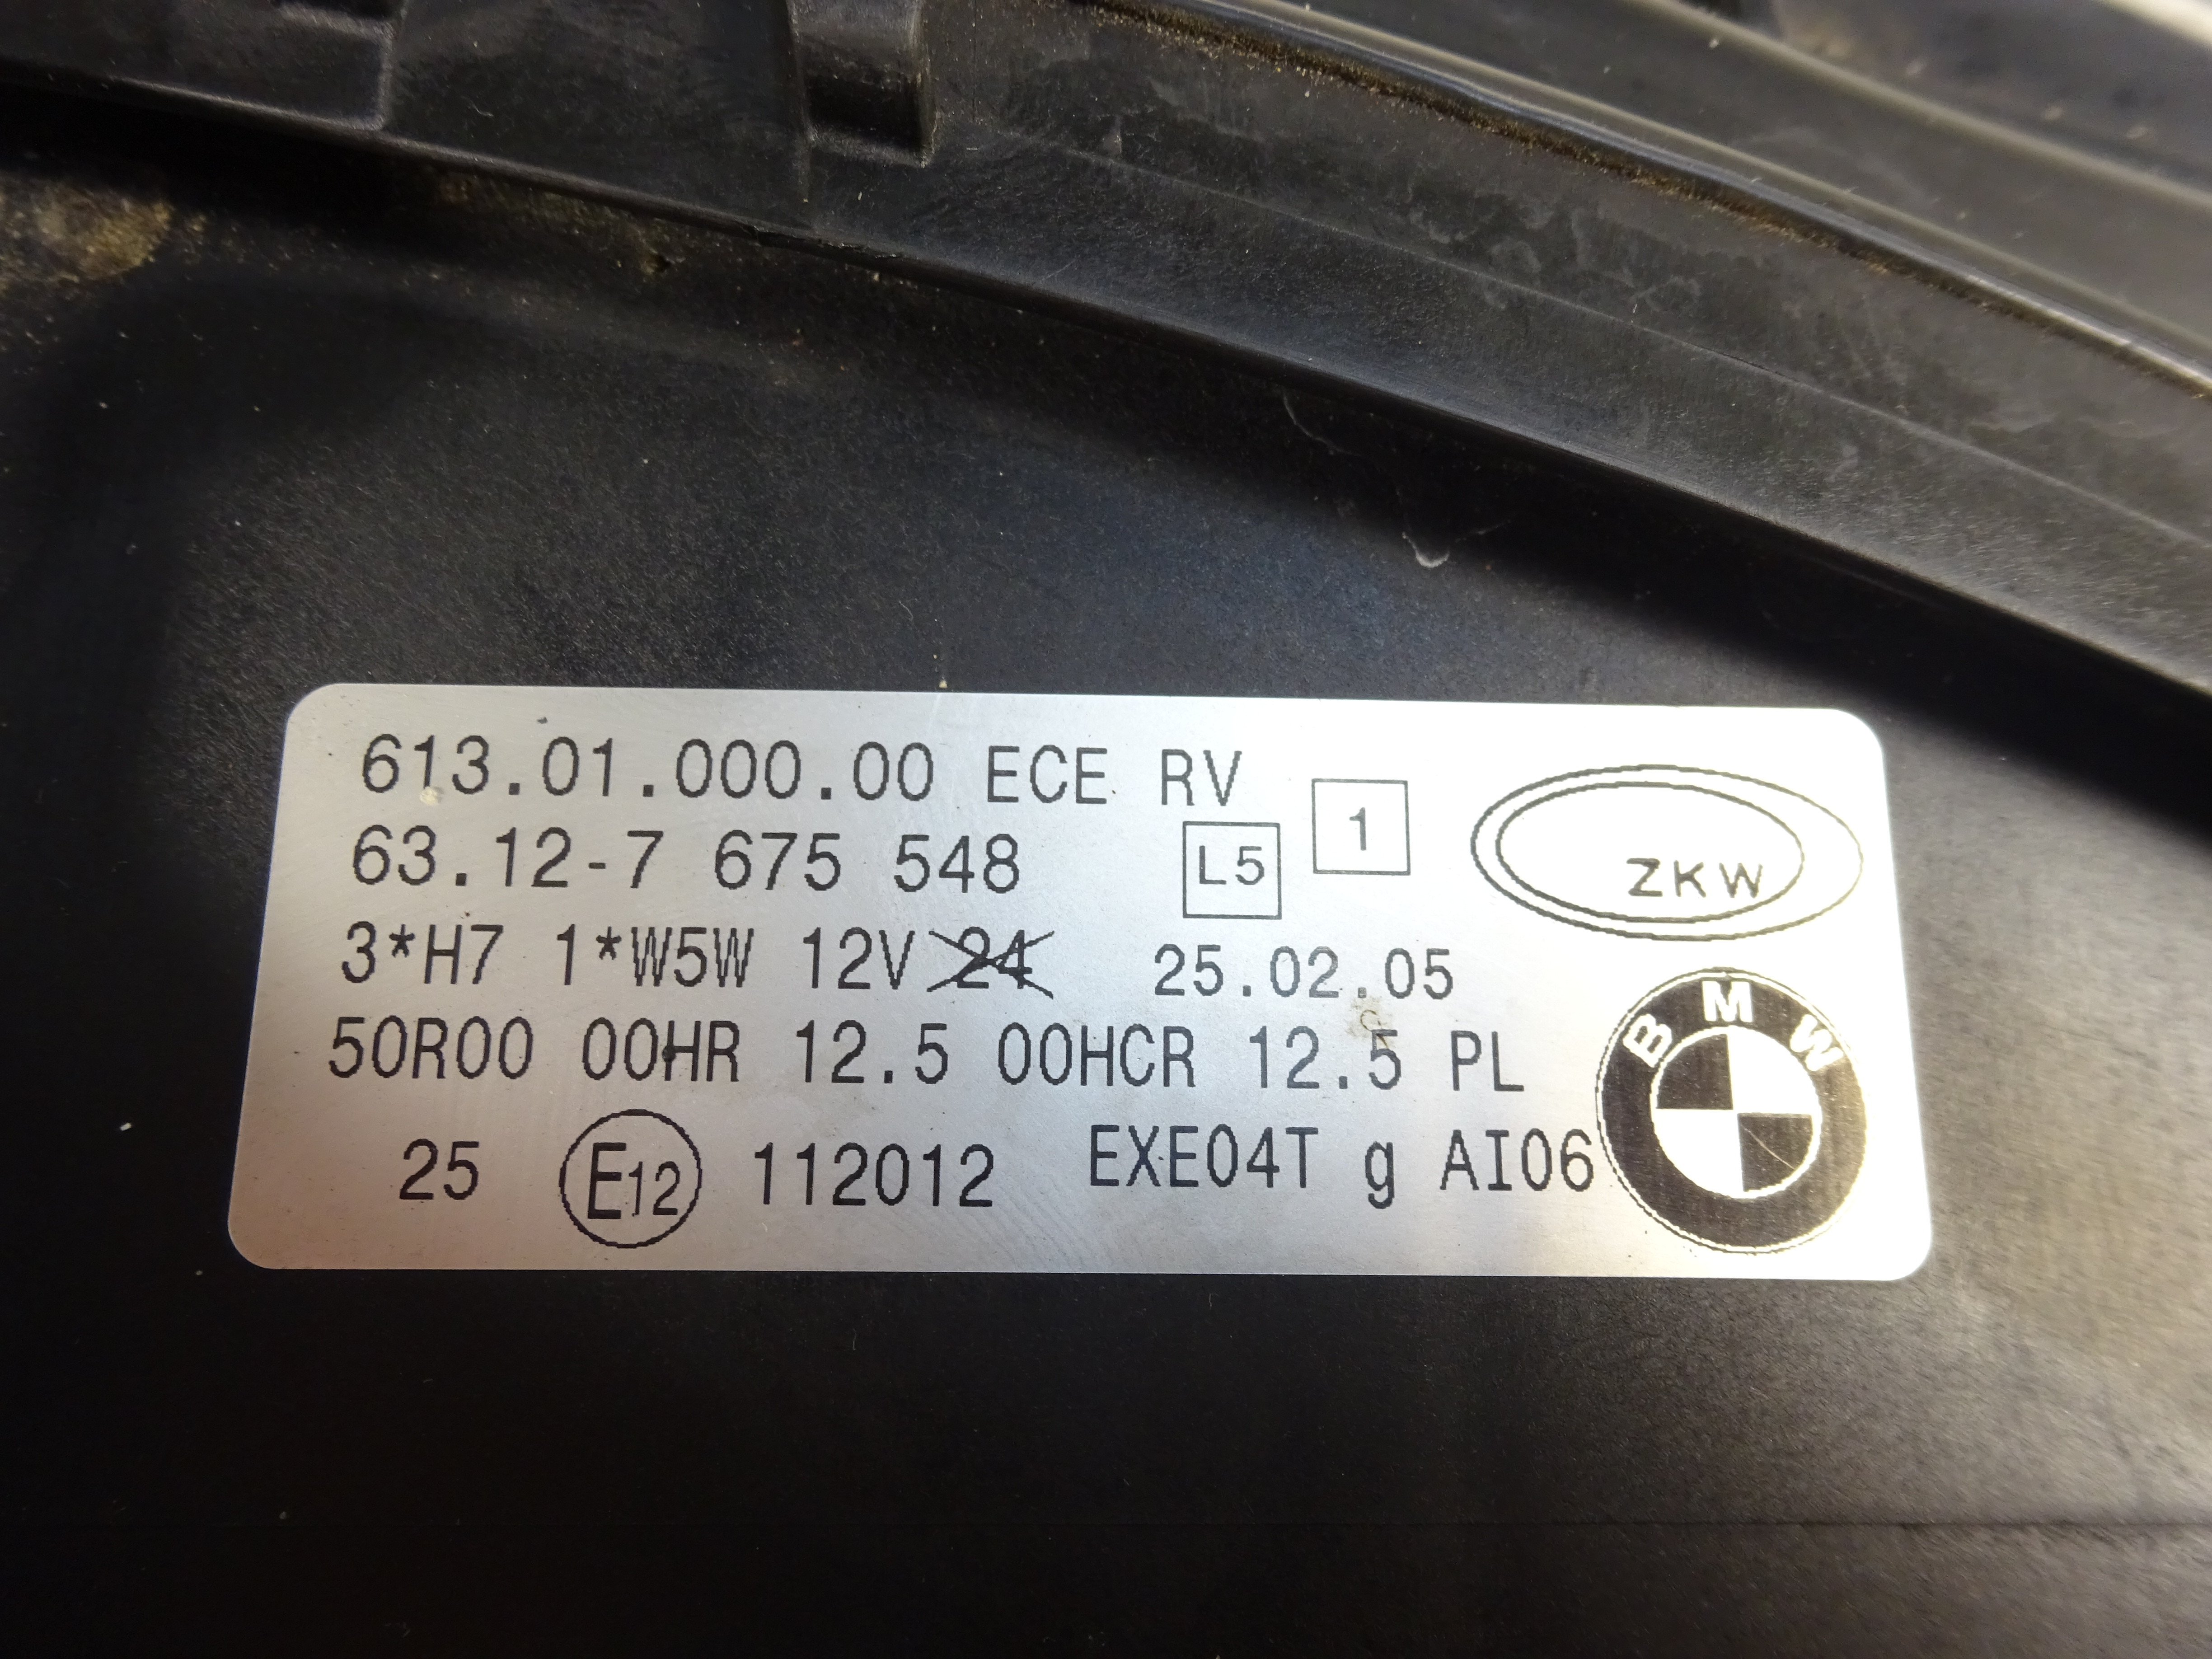 613.01.000.00 ECE RV
1
63.12-7 675 548
L5
ZKW
3*H7 1*W5W 12V 24 25.02.05
50R00 00HR 12.5 00HCR 12.5 PL
BMW
25 E12 112012 EXE04T g AI06